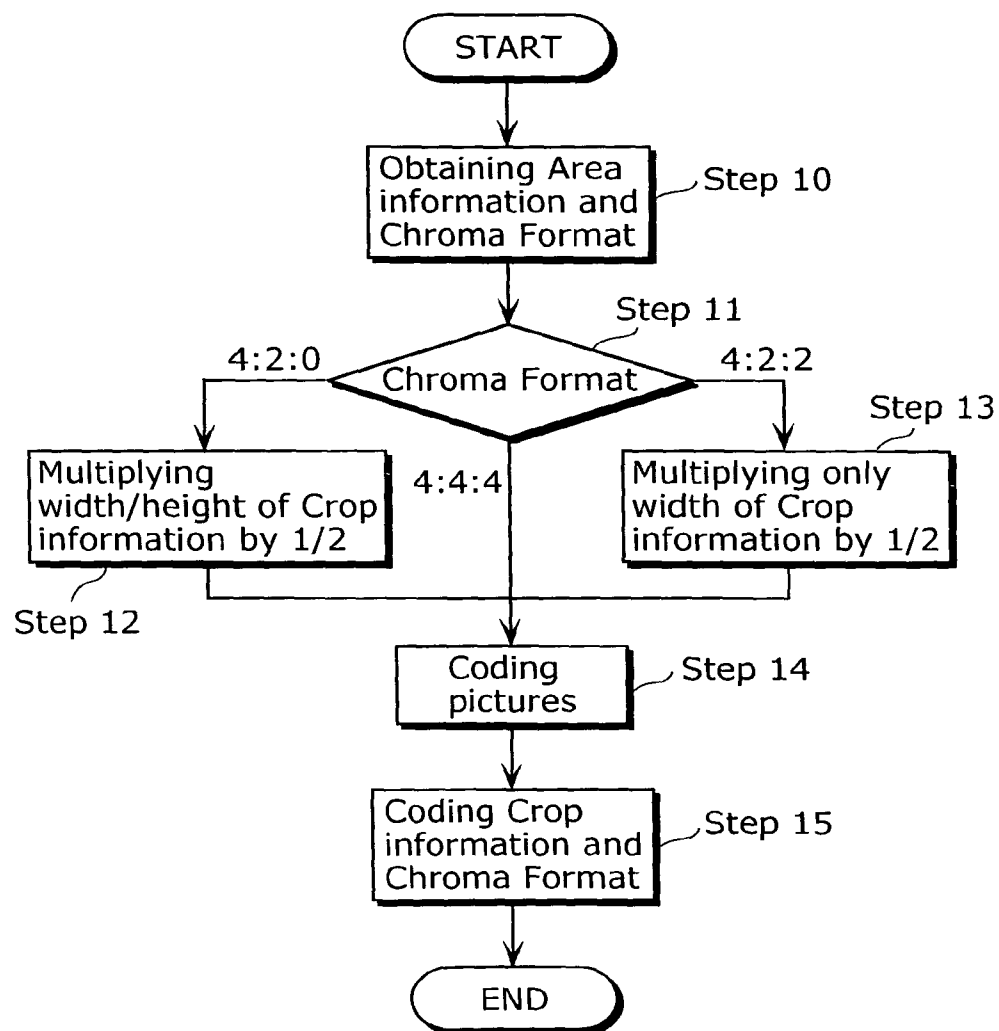 START
Obtaining Area
information and
Chroma Format
Step 10
Step 11
4:2:0
Chroma Format
4:2:2
Step 13
Multiplying
width/height of Crop
information by 1/2
4:4:4
Multiplying only
width of Crop
information by 1/2
Step 12
Coding
pictures
Step 14
Coding Crop
information and
Chroma Format
Step 15
END